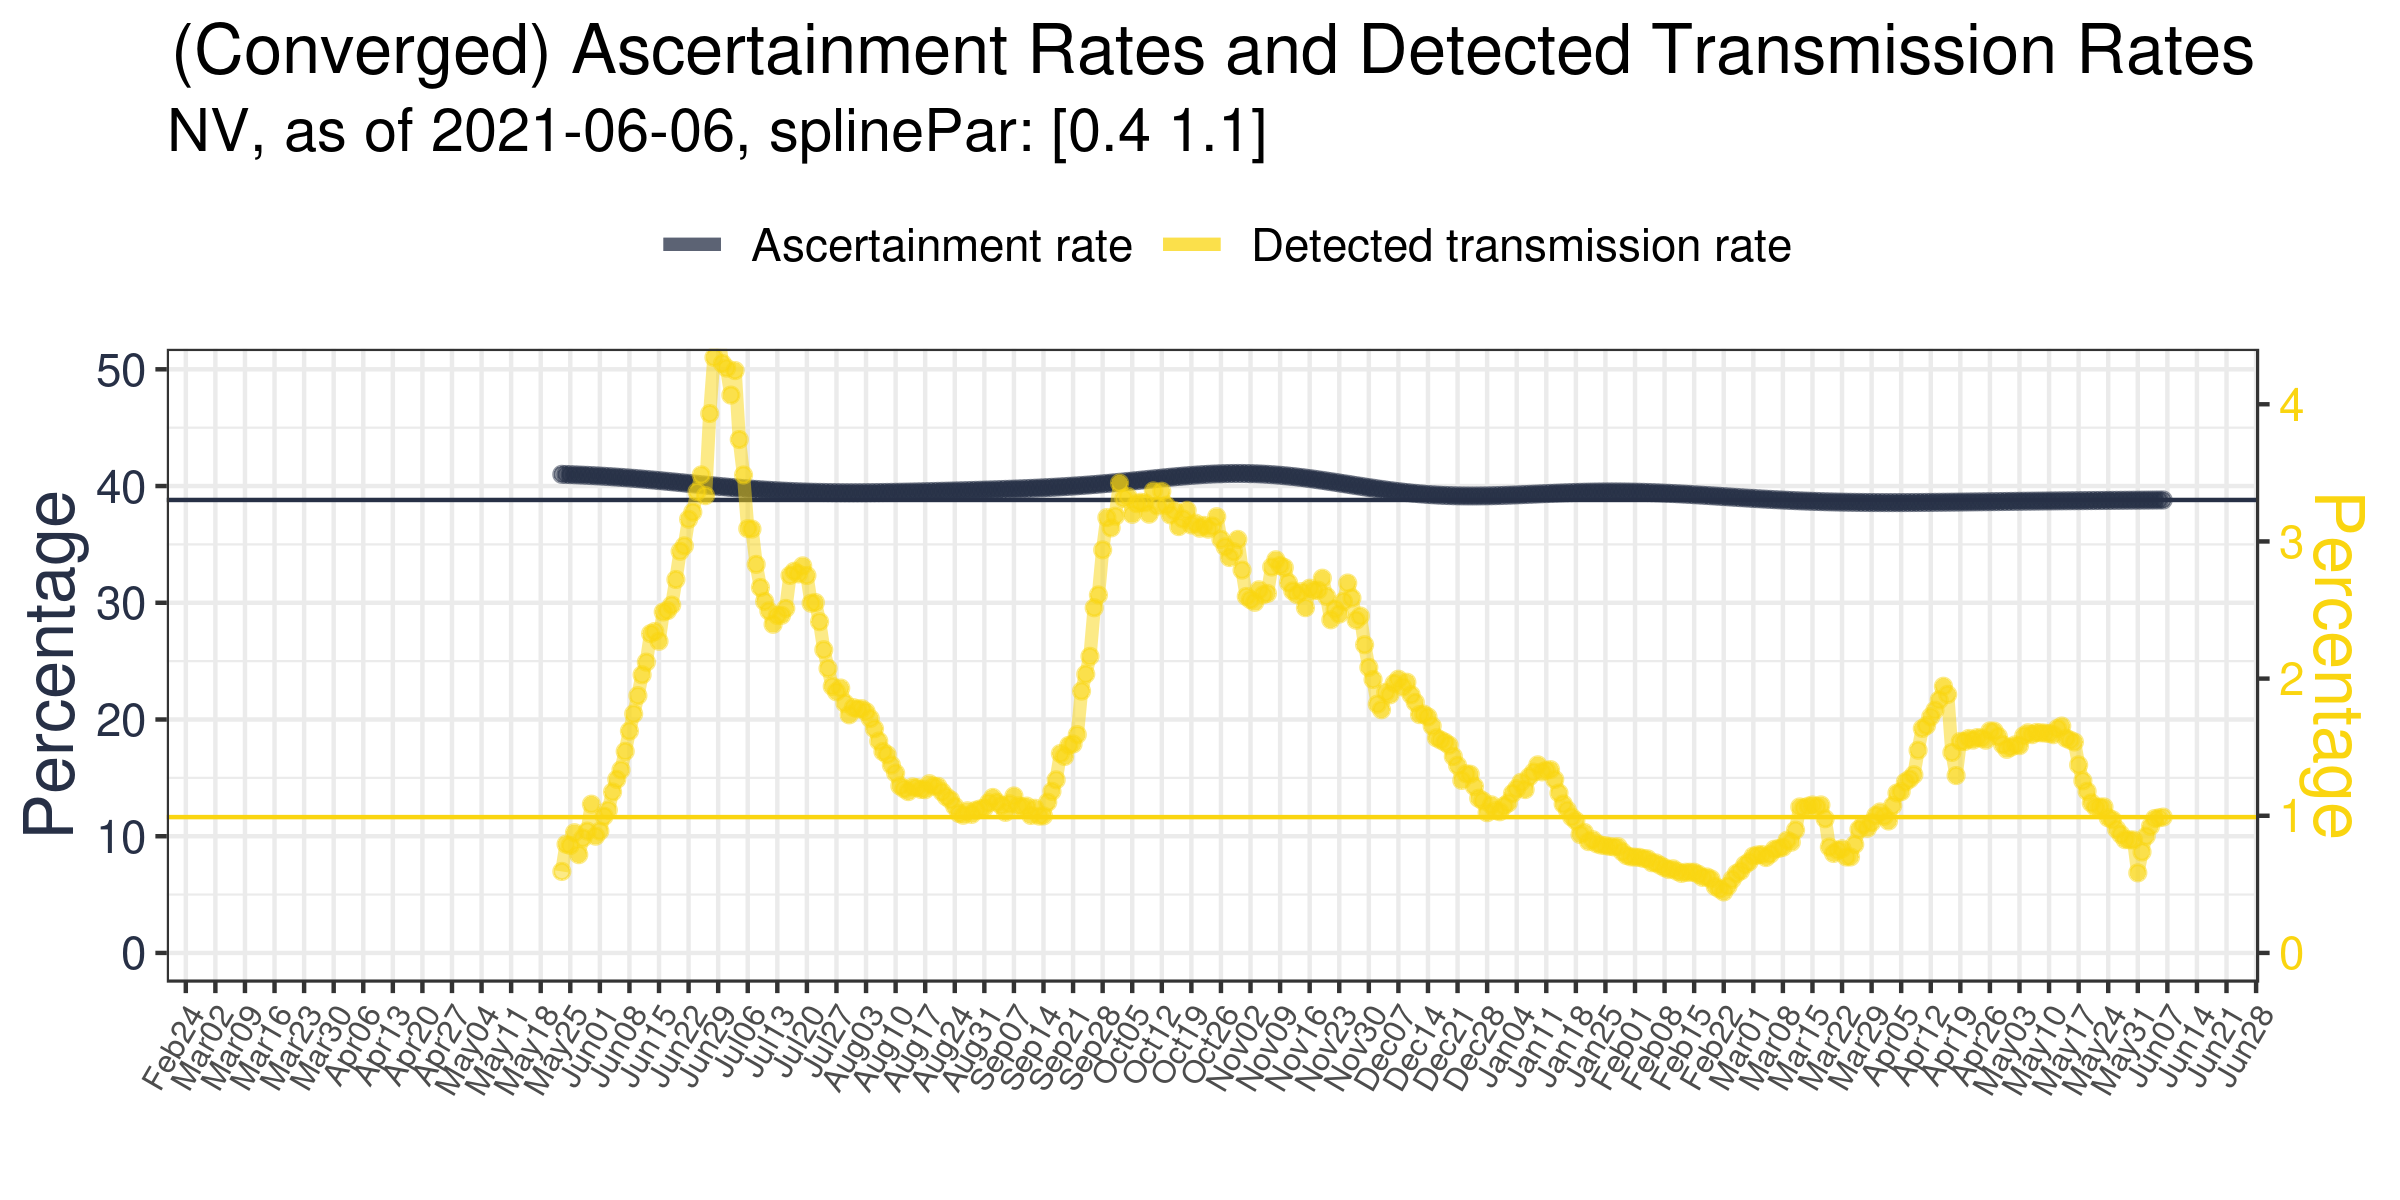 (Converged) Ascertainment Rates and Detected Transmission Rates
NV, as of 2021-06-06, splinePar: [0.4 1.1]
Ascertainment rate Detected transmission rate
Percentage
50
40
30
20
10
0
4
3
2
1
0
Percentage
Feb24 Mar02 Mar09 Mar16 Mar23 Mar30 Apr06 Apr13 Apr20 Apr27 May04 May11 May18 May25 Jun01 Jun08 Jun15 Jun22 Jun29 Jul06 Jul13 Jul20 Jul27 Aug03 Aug10 Aug17 Aug24 Aug31 Sep07 Sep14 Sep21 Sep28 Oct05 Oct12 Oct19 Oct26 Nov02 Nov09 Nov16 Nov23 Nov30 Dec07 Dec14 Dec21 Dec28 Jan04 Jan11 Jan18 Jan25 Feb01 Feb08 Feb15 Feb22 Mar01 Mar08 Mar15 Mar22 Mar29 Apr05 Apr12 Apr19 Apr26 May03 May10 May17 May24 May31 Jun07 Jun14 Jun21 Jun28